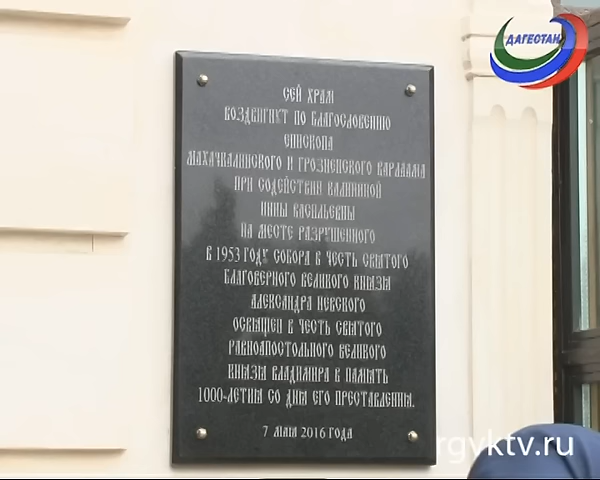 ДАГЕСТАН
СЕЙ ХРАМ
ВОЗДВИГНУТ ПО БЛАГОСЛОВЕНИЮ
ЕПИСКОПА
МАХАЧКАЛИНСКОГО И ГРОЗНЕНСКОГО ВАРЛААМА
ПРИ СОДЕЙСТВИИ КАЛИНИНОЙ
НИНЫ ВАСИЛЬЕВНЫ
НА МЕСТЕ РАЗРУШЕННОГО
В 1953 ГОДУ СОБОРА В ЧЕСТЬ СВЯТОГО
БЛАГОВЕРНОГО ВЕЛИКОГО КНЯЗЯ
АЛЕКСАНДРА НЕВСКОГО
ОСВЯЩЕН В ЧЕСТЬ СВЯТОГО
РАВНОАПОСТОЛЬНОГО ВЕЛИКОГО
КНЯЗЯ ВЛАДИМИРА В ПАМЯТЬ
1000-ЛЕТИЯ СО ДНЯ ЕГО ПРЕСТАВЛЕНИЯ.
7 МАЯ 2016 ГОДА
rgvktv.ru